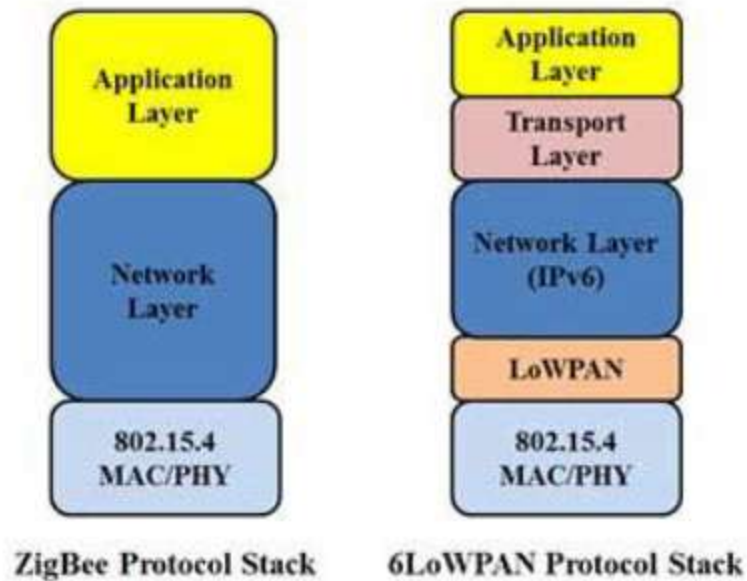 Application
Layer
Network
Layer
802.15.4
MAC/PHY
ZigBee Protocol Stack
Application
Layer
Transport
Layer
Network Layer
(IPv6)
LoWPAN
802.15.4
MAC/PHY
6LoWPAN Protocol Stack